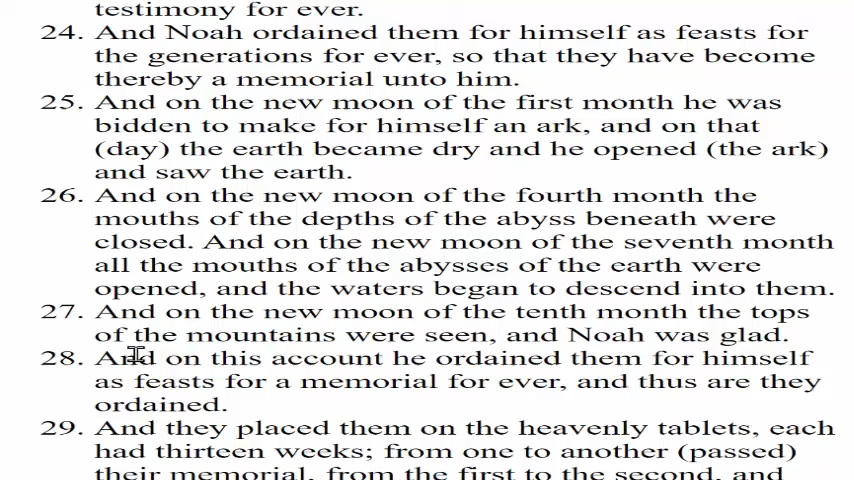 testimony for ever.
24. And Noah ordained them for himself as feasts for
the generations for ever, so that they have become
thereby a memorial unto him.
25. And on the new moon of the first month he was
bidden to make for himself an ark, and on that
(day) the earth became dry and he opened (the ark)
and saw the earth.
26. And on the new moon of the fourth month the
mouths of the depths of the abyss beneath were
closed. And on the new moon of the seventh month
all the mouths of the abysses of the earth were
opened, and the waters began to descend into them.
27. And on the new moon of the tenth month the tops
of the mountains were seen, and Noah was glad.
28. And on this account he ordained them for himself
as feasts for a memorial for ever, and thus are they
ordained.
29. And they placed them on the heavenly tablets, each
had thirteen weeks; from one to another (passed)
their memorial, from the first to the second, and